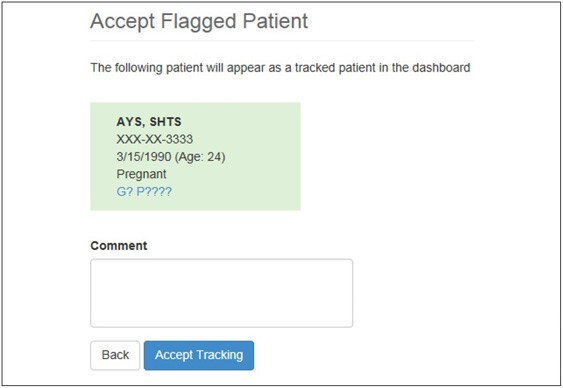 Accept Flagged Patient
The following patient will appear as a tracked patient in the dashboard
AYS, SHTS
XXX-XX-3333
3/15/1990 (Age: 24)
Pregnant
G? P????
Comment
Back
Accept Tracking